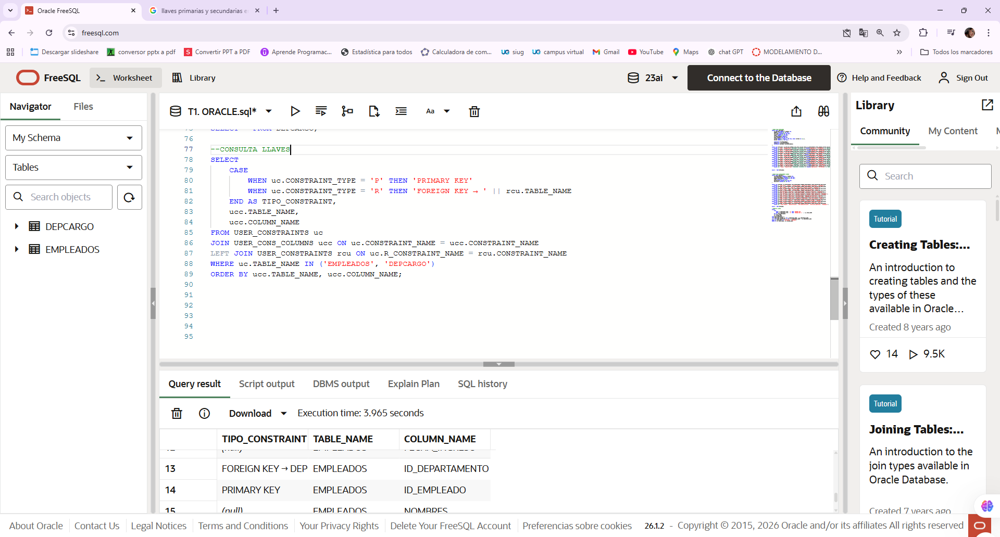 Oracle FreeSQL
llaves primarias y secundarias e
freesql.com
Descargar slideshare
conversor pptx a pdf
Convertir PPT a PDF
Aprende Programac...
Estadística para todos
Calculadora de com...
UG siug
UG campus virtual
Gmail
YouTube
Maps
chat GPT
MODELAMIENTO D...
Todos los marcadores
FreeSQL
Worksheet
Library
23ai
Connect to the Database
Help and Feedback
Sign Out
Navigator
Files
My Schema
Tables
Search objects
DEPCARGO
EMPLEADOS
T1. ORACLE.sql*
Aa
75 SELECT * FROM DEPCARGO;
76
77 --CONSULTA LLAVES
78 SELECT
79 CASE
80 WHEN uc.CONSTRAINT_TYPE = 'P' THEN 'PRIMARY KEY'
81 WHEN uc.CONSTRAINT_TYPE = 'R' THEN 'FOREIGN KEY → ' || rcu.TABLE_NAME
82 END AS TIPO_CONSTRAINT,
83 ucc.TABLE_NAME,
84 ucc.COLUMN_NAME
85 FROM USER_CONSTRAINTS uc
86 JOIN USER_CONS_COLUMNS ucc ON uc.CONSTRAINT_NAME = ucc.CONSTRAINT_NAME
87 LEFT JOIN USER_CONSTRAINTS rcu ON uc.R_CONSTRAINT_NAME = rcu.CONSTRAINT_NAME
88 WHERE uc.TABLE_NAME IN ('EMPLEADOS', 'DEPCARGO')
89 ORDER BY ucc.TABLE_NAME, ucc.COLUMN_NAME;
90
91
92
93
94
95
Query result
Script output
DBMS output
Explain Plan
SQL history
Download
Execution time: 3.965 seconds
TIPO_CONSTRAINT TABLE_NAME COLUMN_NAME
12 (null) EMPLEADOS FECHA_INGRESO
13 FOREIGN KEY → DEP EMPLEADOS ID_DEPARTAMENTO
14 PRIMARY KEY EMPLEADOS ID_EMPLEADO
15 (null) EMPLEADOS NOMBRES
Library
Community
My Content
M
Search
Tutorial
Creating Tables:...
An introduction to
creating tables and the
types of these
available in Oracle...
Created 8 years ago
14
9.5K
Tutorial
Joining Tables:...
An introduction to the
join types available in
Oracle Database.
Created 7 years ago
About Oracle
Contact Us
Legal Notices
Terms and Conditions
Your Privacy Rights
Delete Your FreeSQL Account
Preferencias sobre cookies
26.1.2 - Copyright © 2015, 2026 Oracle and/or its affiliates All rights reserved